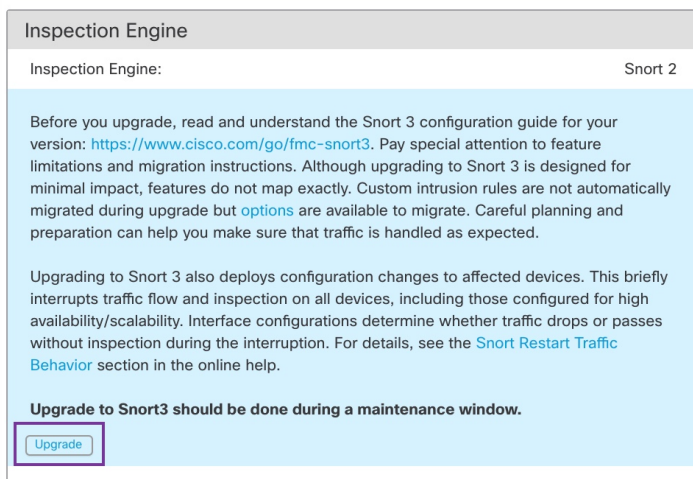 Inspection Engine
Inspection Engine: Snort 2
Before you upgrade, read and understand the Snort 3 configuration guide for your
version: https://www.cisco.com/go/fmc-snort3. Pay special attention to feature
limitations and migration instructions. Although upgrading to Snort 3 is designed for
minimal impact, features do not map exactly. Custom intrusion rules are not automatically
migrated during upgrade but options are available to migrate. Careful planning and
preparation can help you make sure that traffic is handled as expected.
Upgrading to Snort 3 also deploys configuration changes to affected devices. This briefly
interrupts traffic flow and inspection on all devices, including those configured for high
availability/scalability. Interface configurations determine whether traffic drops or passes
without inspection during the interruption. For details, see the Snort Restart Traffic
Behavior section in the online help.
Upgrade to Snort3 should be done during a maintenance window.
Upgrade